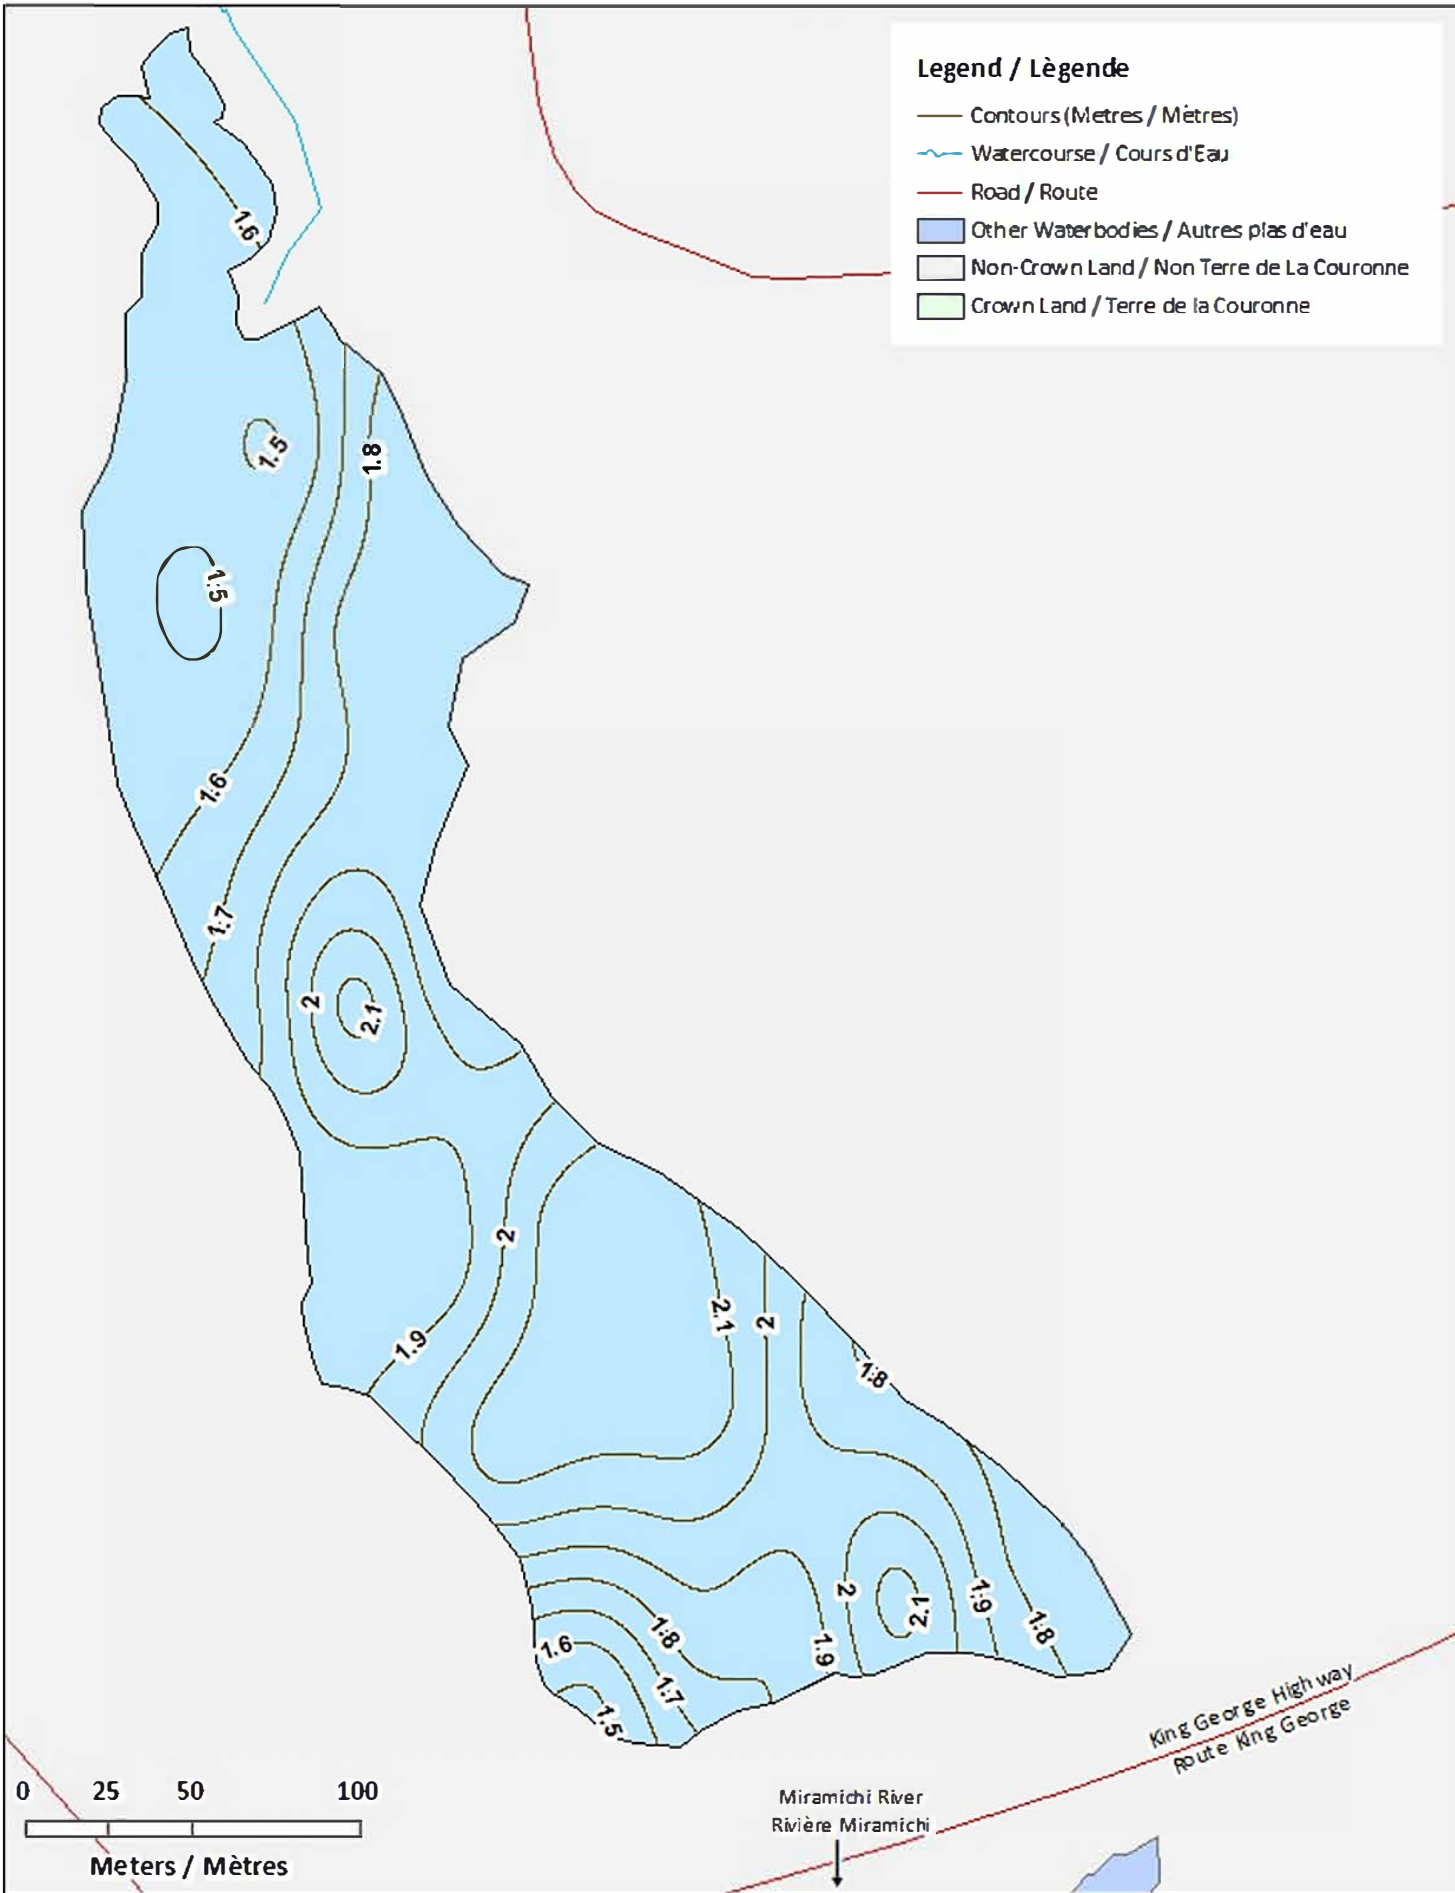 Legend / Lègende
Contours (Metres / Mètres)
Watercourse / Cours d'Eau
Road / Route
Other Waterbodies / Autres plas d'eau
Non-Crown Land / Non Terre de La Couronne
Crown Land / Terre de la Couronne
1.6
1.5
1.8
1.5
1.6
1.7
2
2.1
2
2.1
2
1.9
1.8
2
2.1
1.9
1.8
1.8
1.6
1.9
1.7
1.5
King George Highway
Route King George
0 25 50 100
Meters / Mètres
Miramichi River
Rivière Miramichi